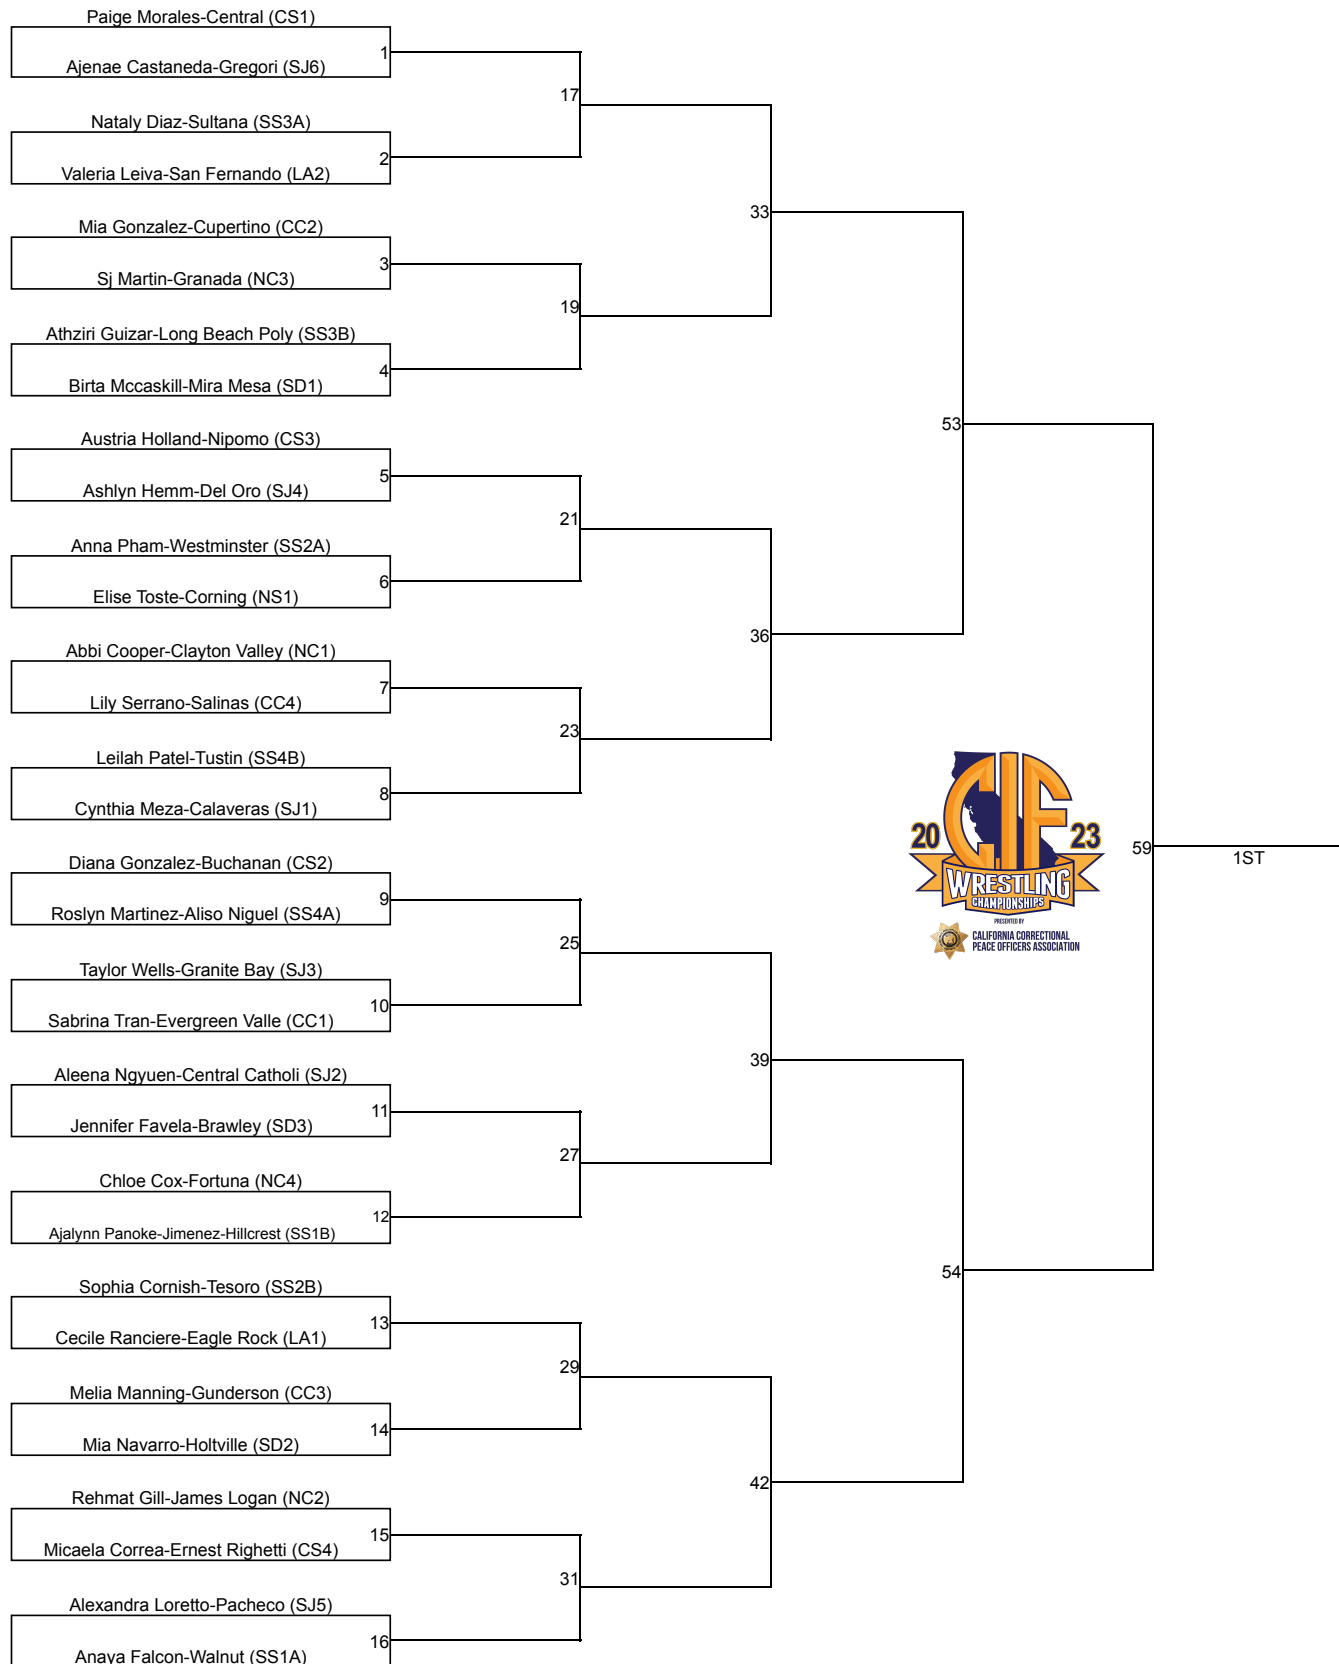 Paige Morales-Central (CS1)
1
Ajenae Castaneda-Gregori (SJ6)
17
Nataly Diaz-Sultana (SS3A)
2
Valeria Leiva-San Fernando (LA2)
33
Mia Gonzalez-Cupertino (CC2)
3
Sj Martin-Granada (NC3)
19
Athziri Guizar-Long Beach Poly (SS3B)
4
Birta Mccaskill-Mira Mesa (SD1)
53
Austria Holland-Nipomo (CS3)
5
Ashlyn Hemm-Del Oro (SJ4)
21
Anna Pham-Westminster (SS2A)
6
Elise Toste-Corning (NS1)
36
Abbi Cooper-Clayton Valley (NC1)
7
Lily Serrano-Salinas (CC4)
23
Leilah Patel-Tustin (SS4B)
8
Cynthia Meza-Calaveras (SJ1)
20 CIF 23
WRESTLING
CHAMPIONSHIPS
PRESENTED BY
CALIFORNIA CORRECTIONAL
PEACE OFFICERS ASSOCIATION
59
1ST
Diana Gonzalez-Buchanan (CS2)
9
Roslyn Martinez-Aliso Niguel (SS4A)
25
Taylor Wells-Granite Bay (SJ3)
10
Sabrina Tran-Evergreen Valle (CC1)
39
Aleena Ngyuen-Central Catholi (SJ2)
11
Jennifer Favela-Brawley (SD3)
27
Chloe Cox-Fortuna (NC4)
12
Ajalynn Panoke-Jimenez-Hillcrest (SS1B)
54
Sophia Cornish-Tesoro (SS2B)
13
Cecile Ranciere-Eagle Rock (LA1)
29
Melia Manning-Gunderson (CC3)
14
Mia Navarro-Holtville (SD2)
42
Rehmat Gill-James Logan (NC2)
15
Micaela Correa-Ernest Righetti (CS4)
31
Alexandra Loretto-Pacheco (SJ5)
16
Anaya Falcon-Walnut (SS1A)